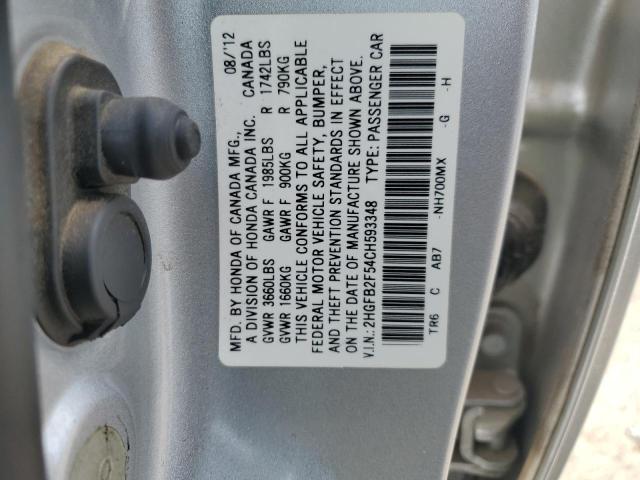 MFD. BY HONDA OF CANADA MFG., 08/'12
A DIVISION OF HONDA CANADA INC. CANADA
GVWR 3660LBS GAWR F 1985LBS R 1742LBS
GVWR 1660KG GAWR F 900KG R 790KG
THIS VEHICLE CONFORMS TO ALL APPLICABLE
FEDERAL MOTOR VEHICLE SAFETY, BUMPER,
AND THEFT PREVENTION STANDARDS IN EFFECT
ON THE DATE OF MANUFACTURE SHOWN ABOVE.
V.I.N.: 2HGFB2F54CH593348 TYPE: PASSENGER CAR
TR6 C AB7 -NH700MX -G -H